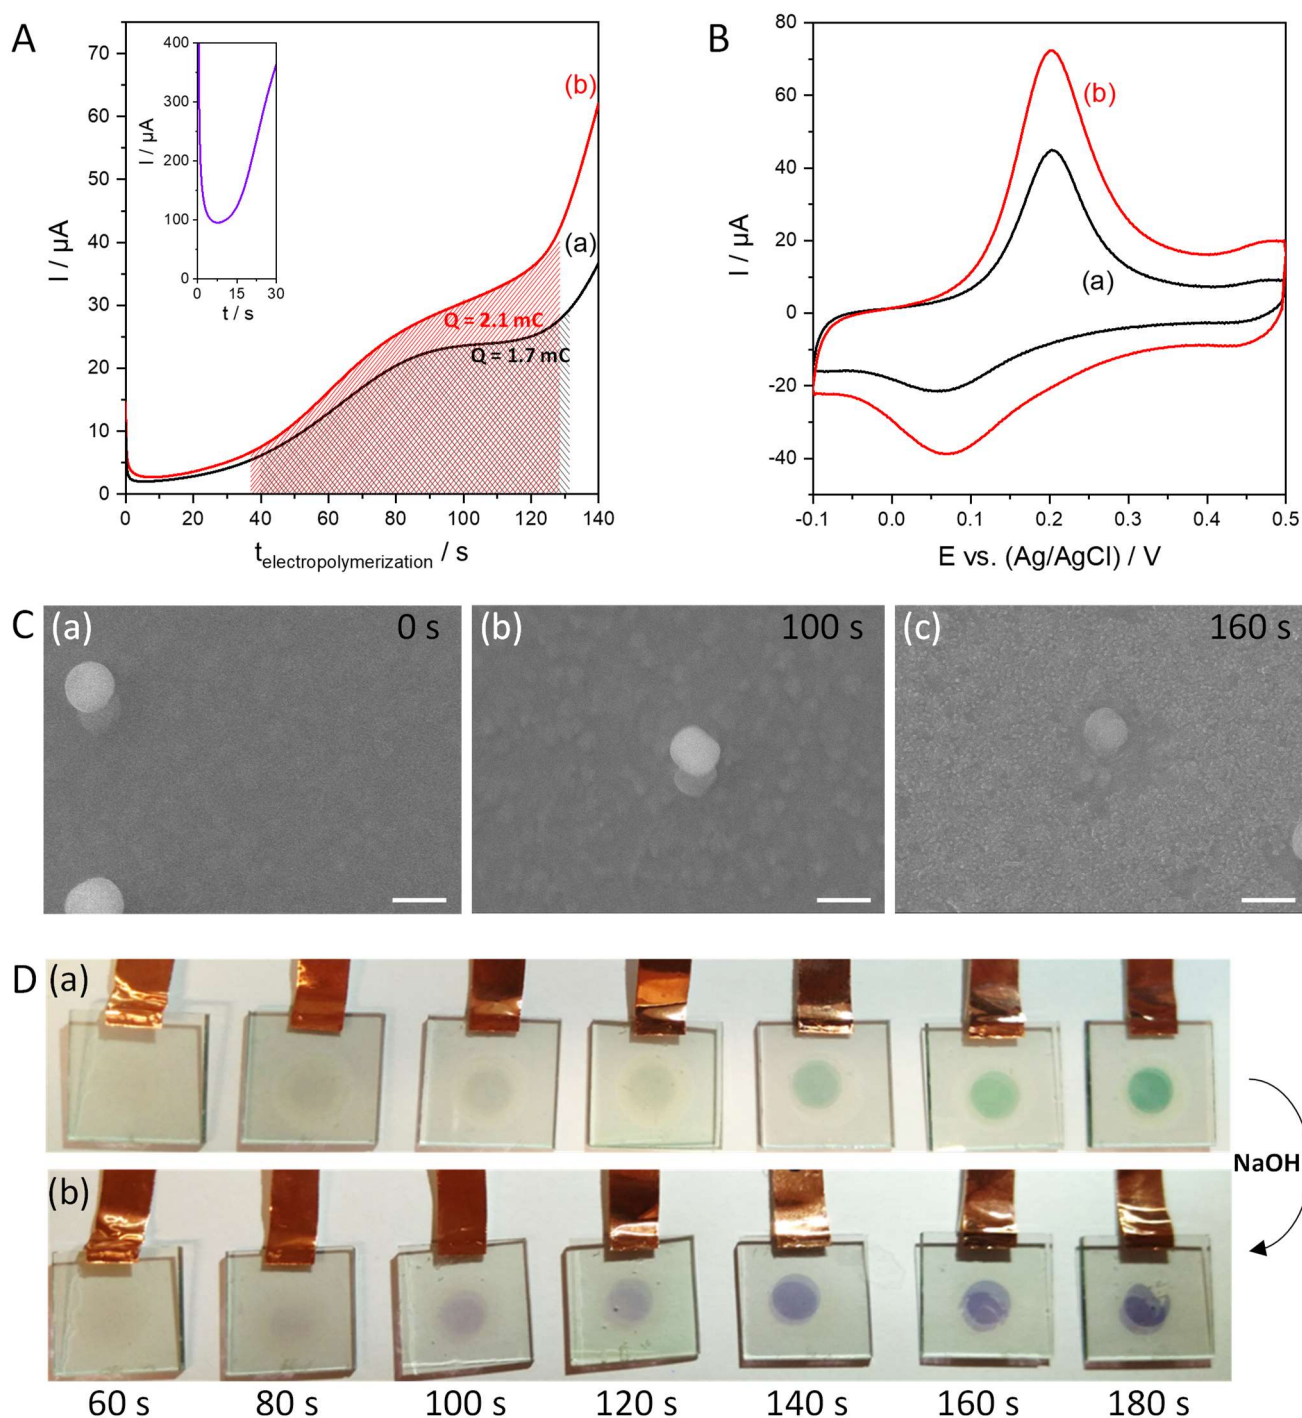 A
70
60
50
40
30
20
10
0
I / µA
0 20 40 60 80 100 120 140
t electropolymerization / s
400
300
200
100
0
I / µA
0 15 30
t / s
(b)
(a)
Q = 2.1 mC
Q = 1.7 mC
B
80
60
40
20
0
-20
-40
I / µA
-0.1 0.0 0.1 0.2 0.3 0.4 0.5
E vs. (Ag/AgCl) / V
(b)
(a)
C (a) 0 s (b) 100 s (c) 160 s
D (a)
NaOH
(b)
60 s 80 s 100 s 120 s 140 s 160 s 180 s